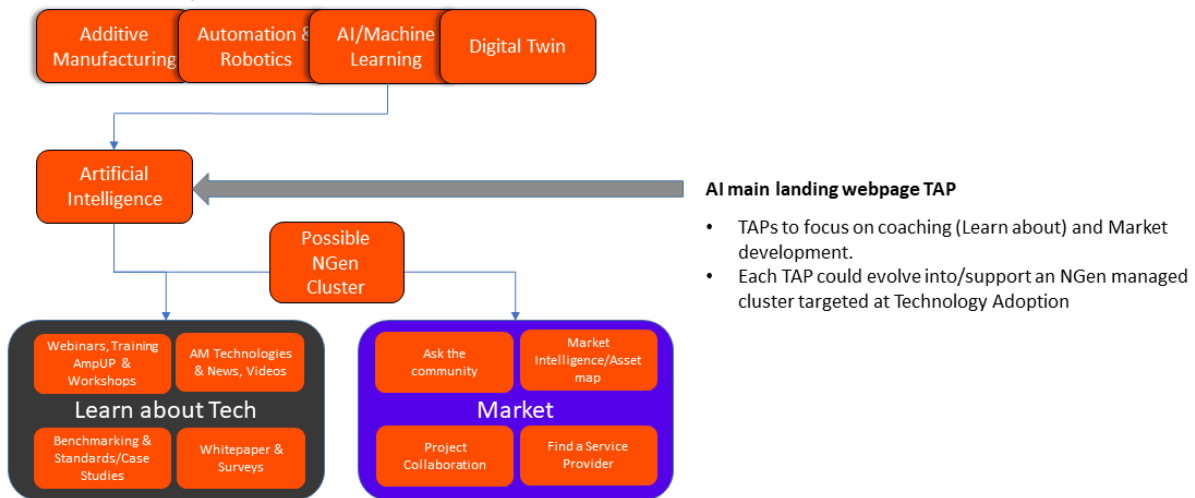 Additive
Manufacturing
Automation &
Robotics
AI/Machine
Learning
Digital Twin
Artificial
Intelligence
AI main landing webpage TAP
• TAPs to focus on coaching (Learn about) and Market
development.
• Each TAP could evolve into/support an NGen managed
cluster targeted at Technology Adoption
Possible
NGen
Cluster
Webinars, Training
AmpUP &
Workshops
AM Technologies
& News, Videos
Learn about Tech
Benchmarking &
Standards/Case
Studies
Whitepaper &
Surveys
Ask the
community
Market
Intelligence/Asset
map
Market
Project
Collaboration
Find a Service
Provider